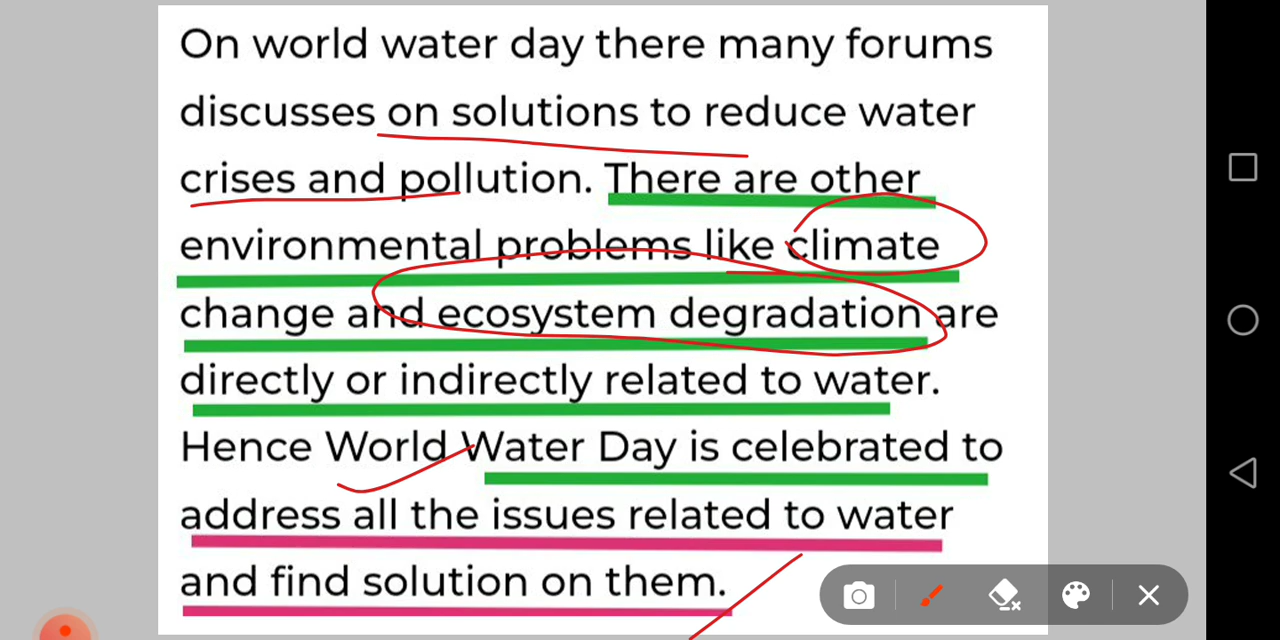 On world water day there many forums
discusses on solutions to reduce water
crises and pollution. There are other
environmental problems like climate
change and ecosystem degradation are
directly or indirectly related to water.
Hence World Water Day is celebrated to
address all the issues related to water
and find solution on them.